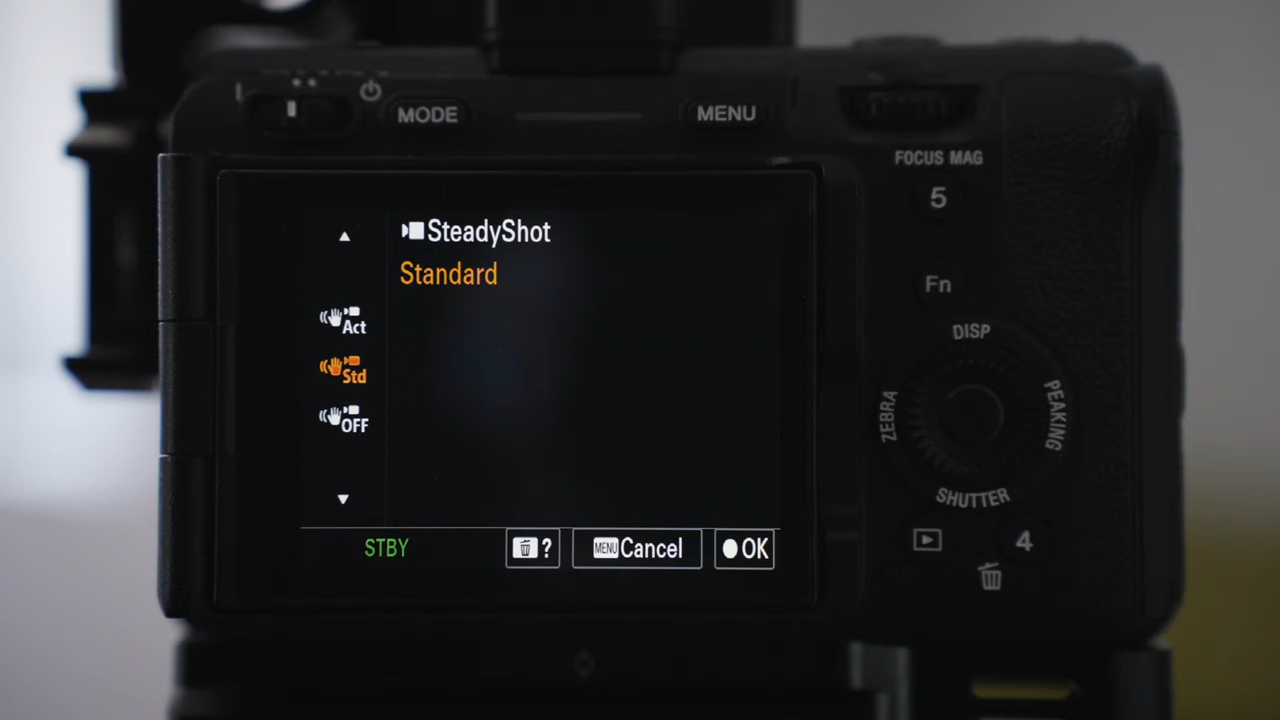 MODE
MENU
FOCUS MAG
5
SteadyShot
Standard
Act
Std
OFF
Fn
DISP
ZEBRA
PEAKING
SHUTTER
STBY
?
MENU Cancel
OK
4